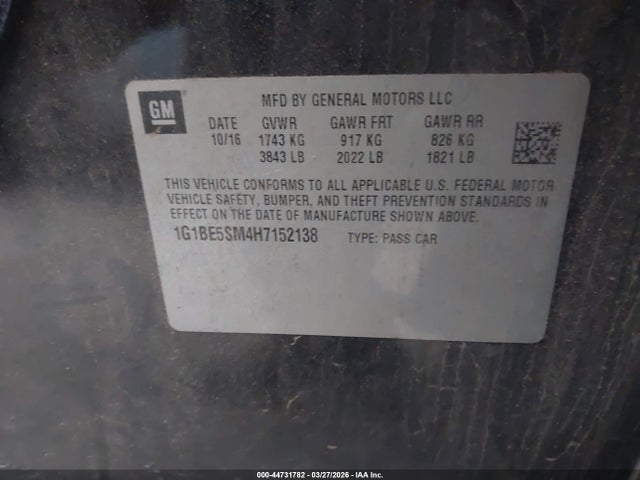 GM
MFD BY GENERAL MOTORS LLC
DATE GVWR GAWR FRT GAWR RR
10/16 1743 KG 917 KG 826 KG
3843 LB 2022 LB 1821 LB
THIS VEHICLE CONFORMS TO ALL APPLICABLE U.S. FEDERAL MOTOR
VEHICLE SAFETY, BUMPER, AND THEFT PREVENTION STANDARDS IN
EFFECT ON THE DATE OF MANUFACTURE SHOWN ABOVE.
1G1BE5SM4H7152138 TYPE: PASS CAR
000-44731782 - 03/27/2026 - IAA Inc.